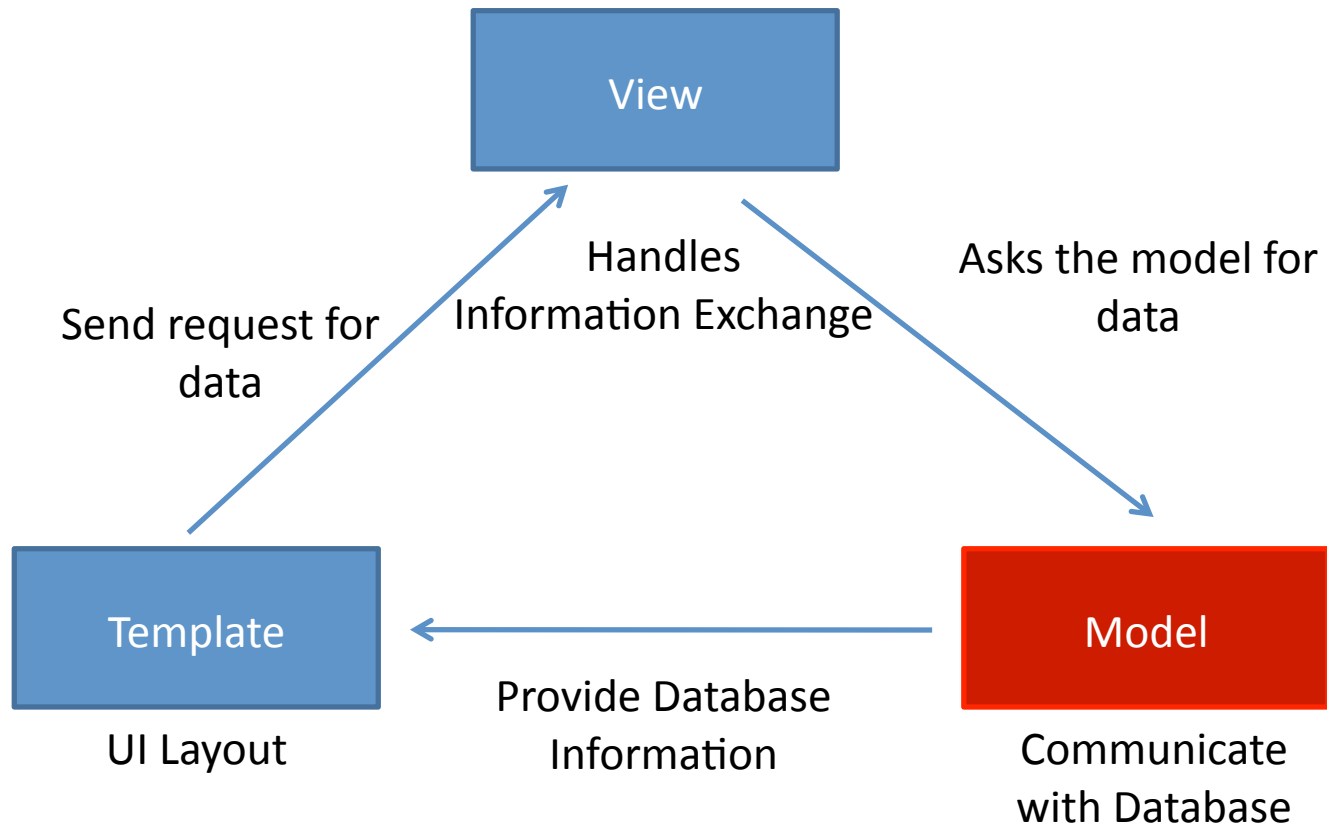 View
Handles
Information Exchange
Asks the model for
data
Send request for
data
Template
UI Layout
Provide Database
Information
Model
Communicate
with Database